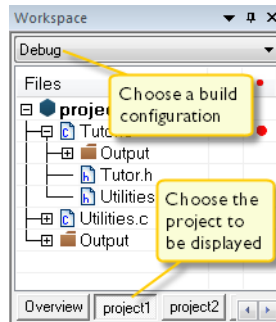 Workspace
Debug
Files
Choose a build
configuration
Tutor.h
Utilities
Choose the
project to
be displayed
Output
Utilities.c
Output
Overview
project1
project2